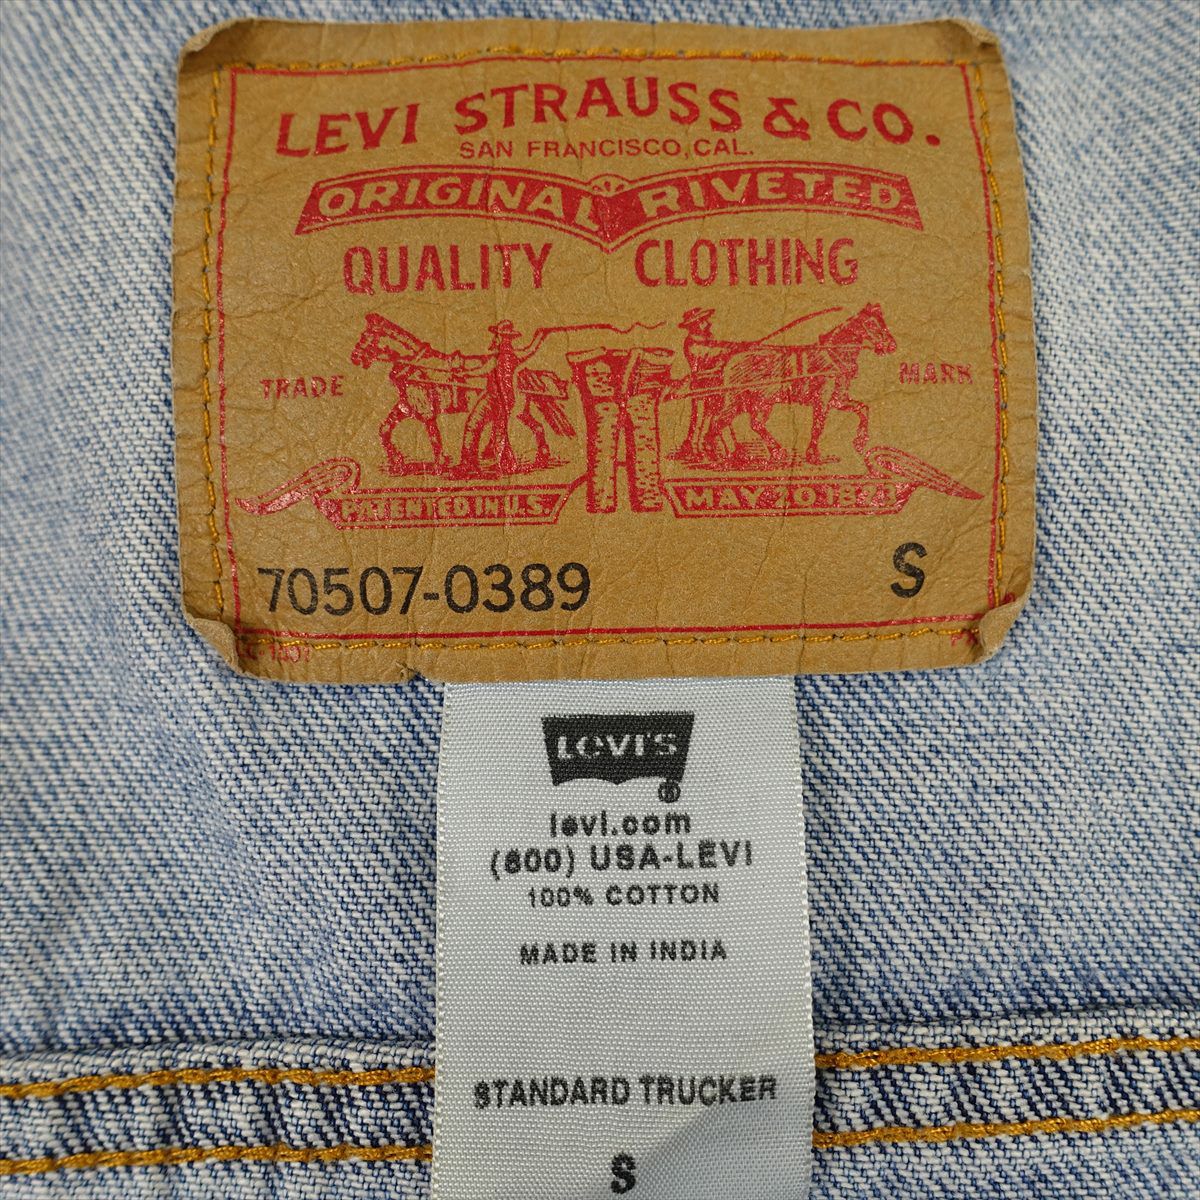 LEVI STRAUSS & CO.
SAN FRANCISCO, CAL.
ORIGINAL RIVETED
QUALITY CLOTHING
TRADE MARK
PATENTED IN U.S. MAY 20 1873
70507-0389 S
LEVI'S
®
levi.com
(800) USA-LEVI
100% COTTON
MADE IN INDIA
STANDARD TRUCKER
S